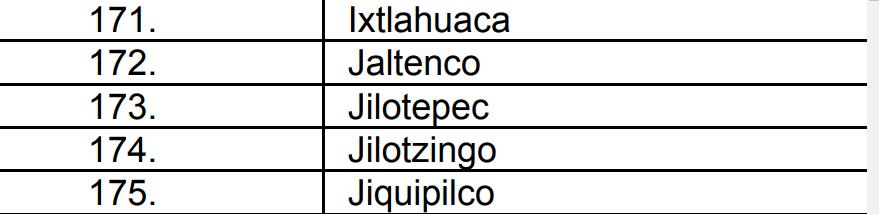 171. Ixtlahuaca
172. Jaltenco
173. Jilotepec
174. Jilotzingo
175. Jiquipilco